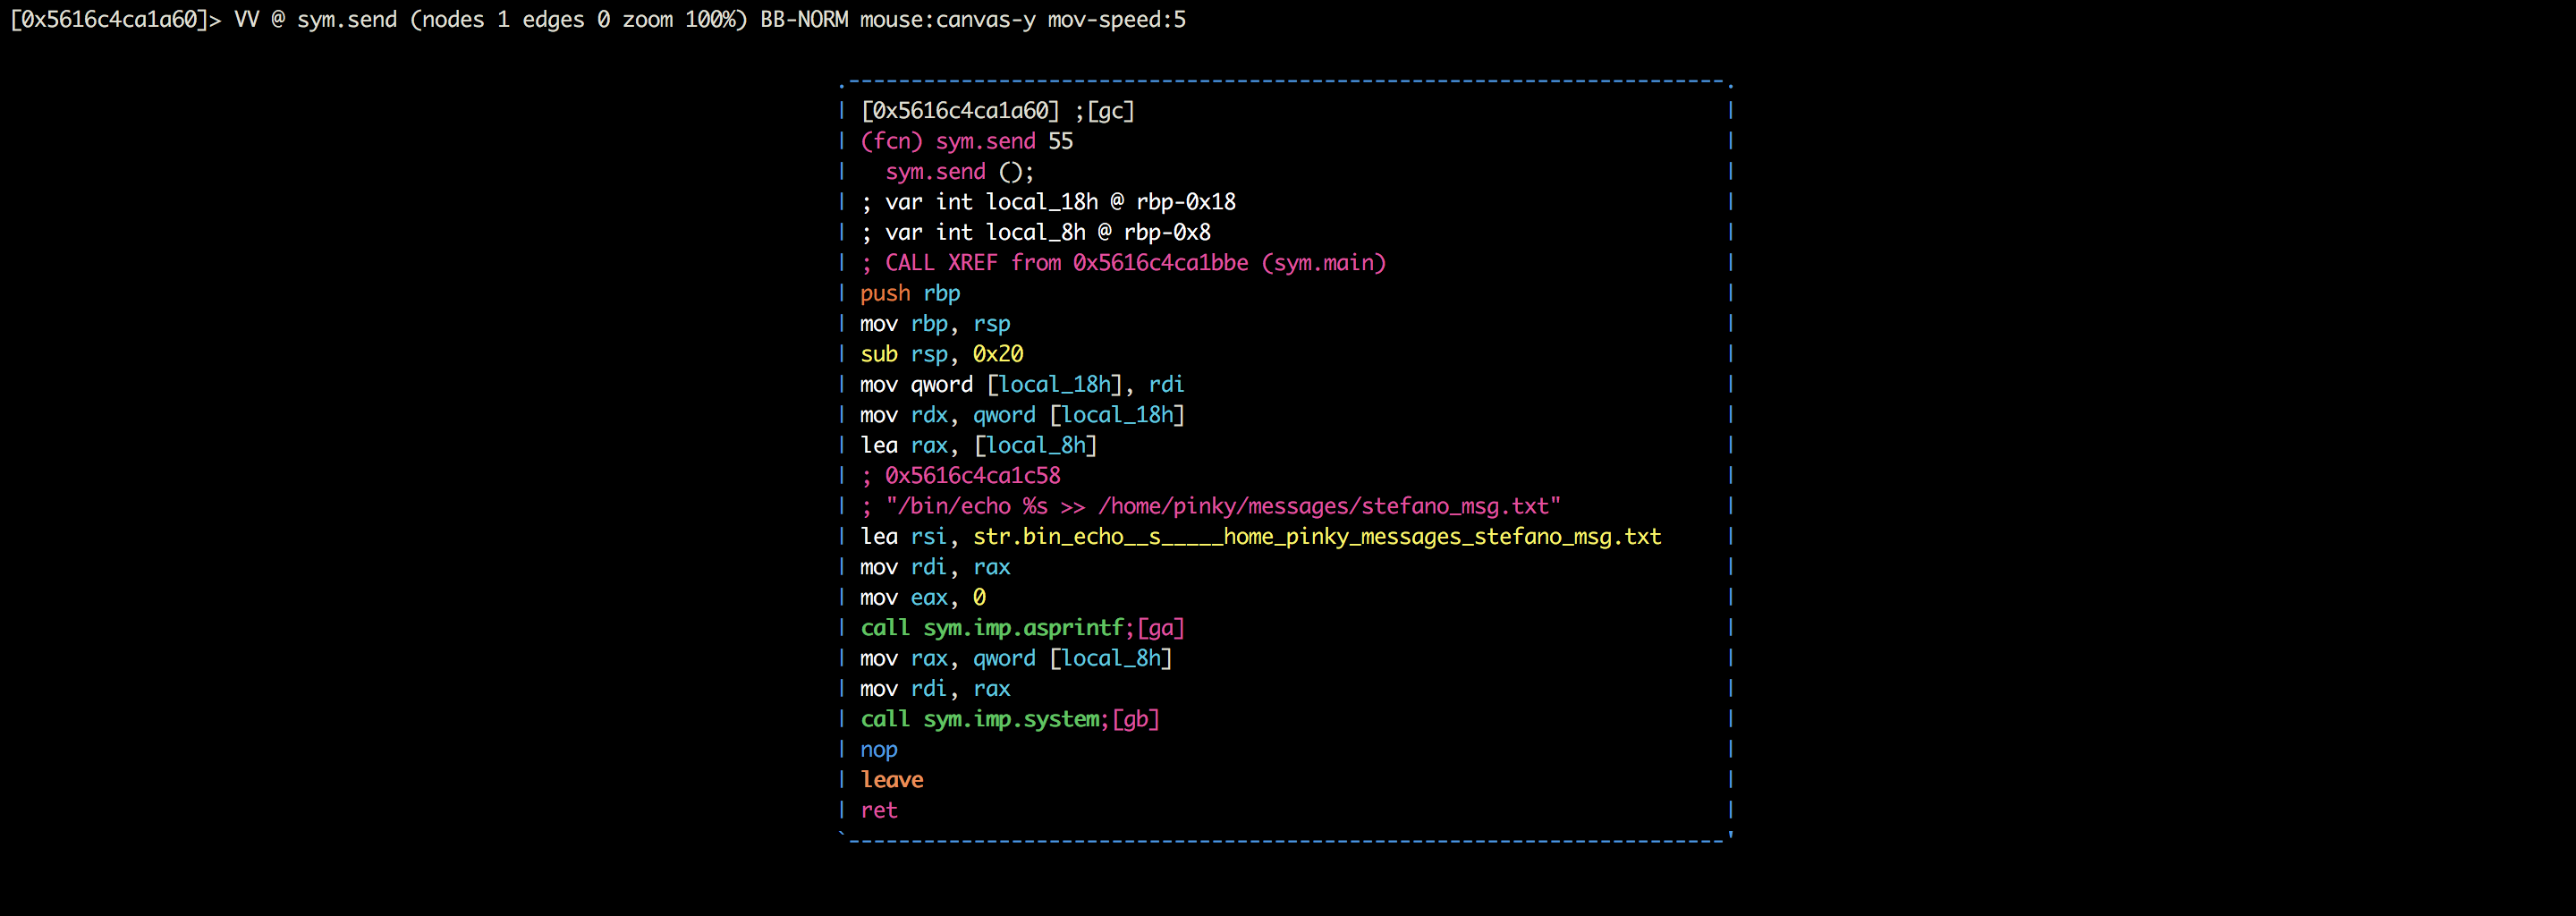 [0x5616c4ca1a60]> VV @ sym.send (nodes 1 edges 0 zoom 100%) BB-NORM mouse:canvas-y mov-speed:5
[0x5616c4ca1a60] ;[gc]
(fcn) sym.send 55
sym.send ();
; var int local_18h @ rbp-0x18
; var int local_8h @ rbp-0x8
; CALL XREF from 0x5616c4ca1bbe (sym.main)
push rbp
mov rbp, rsp
sub rsp, 0x20
mov qword [local_18h], rdi
mov rdx, qword [local_18h]
lea rax, [local_8h]
; 0x5616c4ca1c58
; "/bin/echo %s >> /home/pinky/messages/stefano_msg.txt"
lea rsi, str.bin_echo__s_____home_pinky_messages_stefano_msg.txt
mov rdi, rax
mov eax, 0
call sym.imp.asprintf;[ga]
mov rax, qword [local_8h]
mov rdi, rax
call sym.imp.system;[gb]
nop
leave
ret